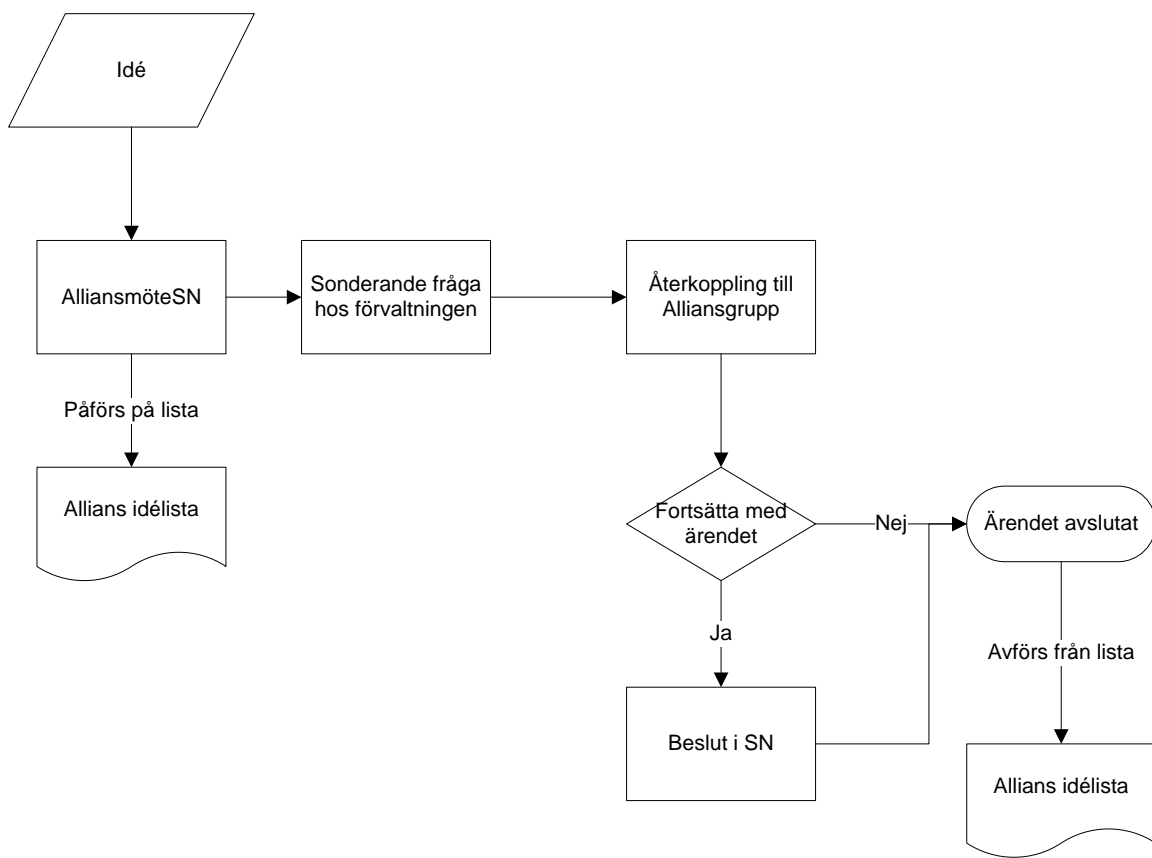 Idé
AlliansmöteSN
Sonderande fråga
hos förvaltningen
Återkoppling till
Alliansgrupp
Påförs på lista
Allians idélista
Fortsätta med
ärendet
Nej
Ärendet avslutat
Ja
Avförs från lista
Beslut i SN
Allians idélista